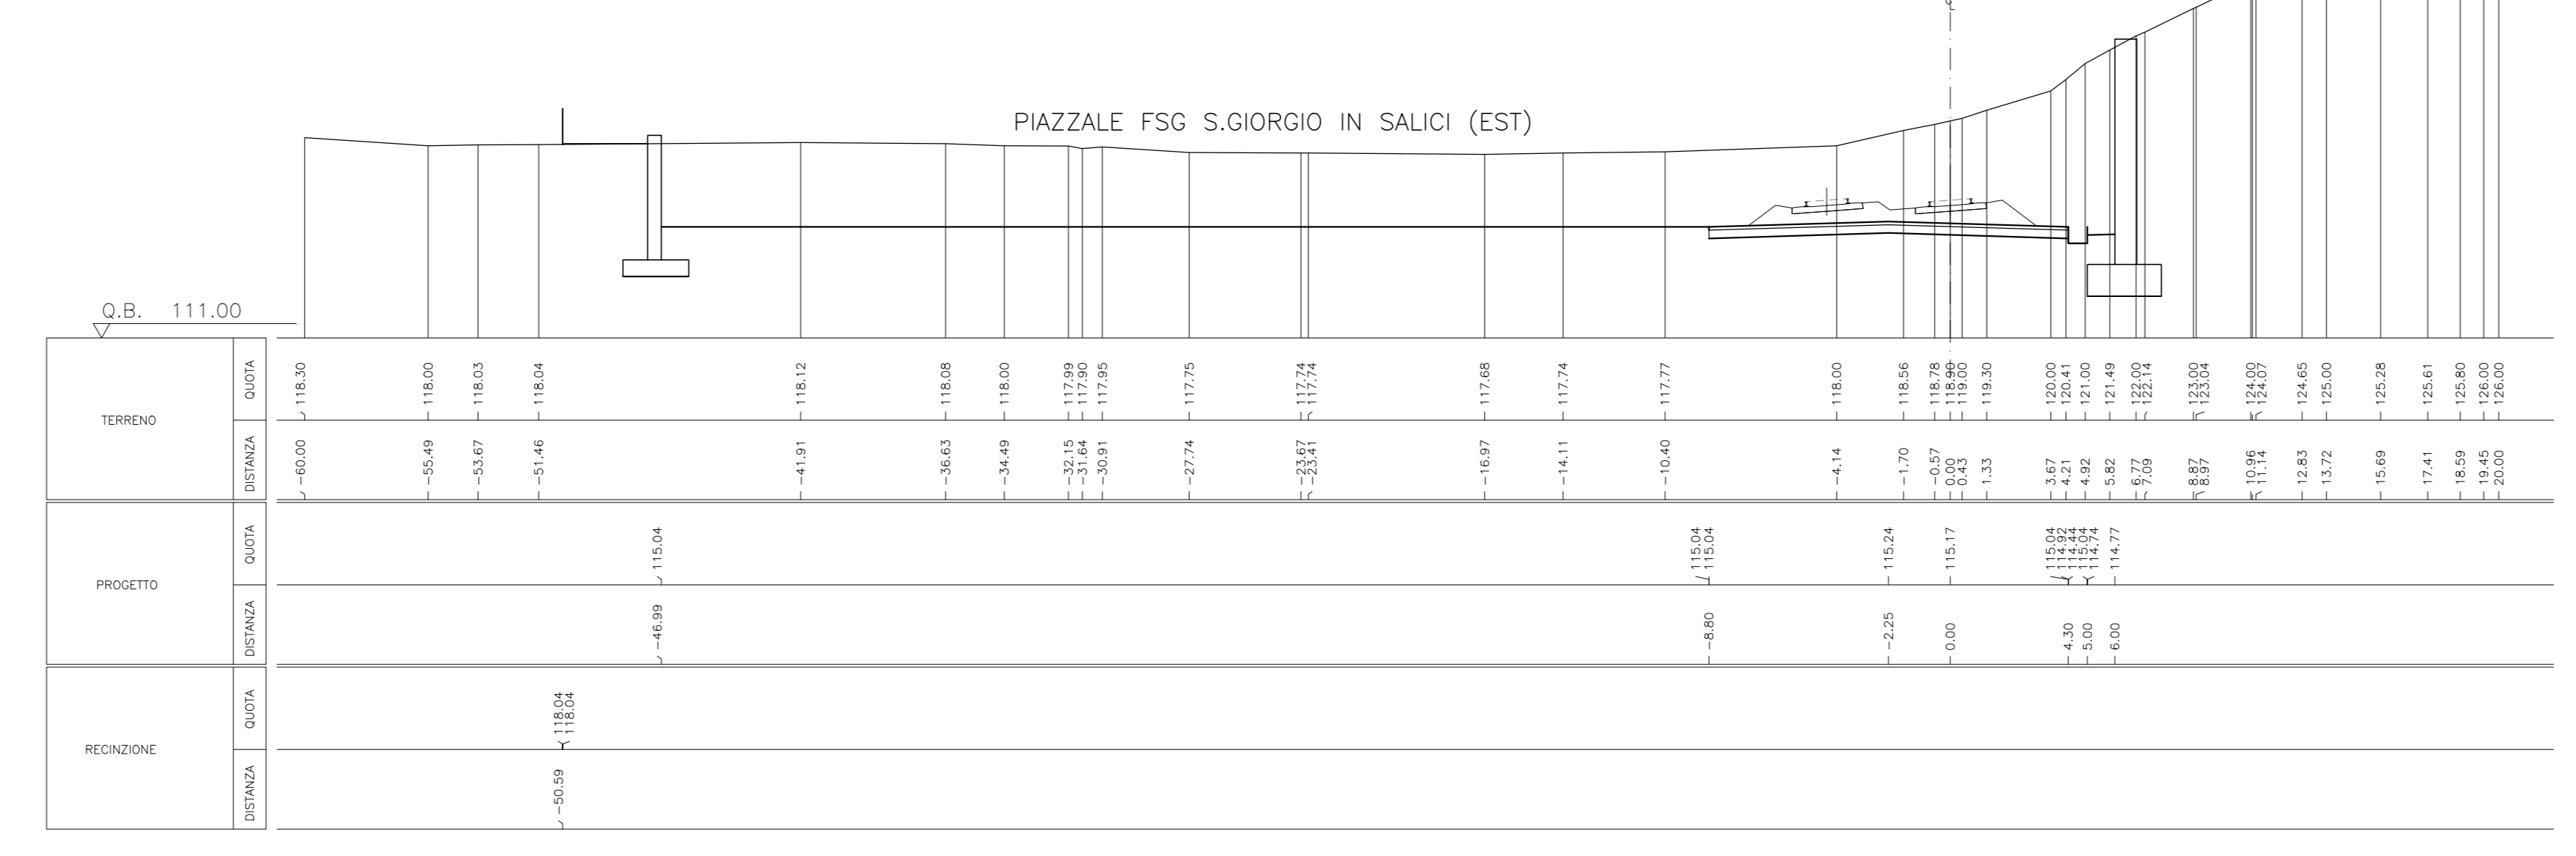 PIAZZALE FSG S.GIORGIO IN SALICI (EST)
Q.B. 111.00
TERRENO
QUOTA
118.30 118.00 118.03 118.04 118.12 118.08 118.00 117.99 117.90 117.95 117.75 117.74 117.74 117.68 117.74 117.77 118.00 118.56 118.78 118.90 119.00 119.30 120.00 120.41 121.00 121.49 122.00 122.14 123.00 123.04 124.00 124.07 124.65 125.00 125.28 125.61 125.80 126.00 126.00
DISTANZA
-60.00 -55.49 -53.67 -51.46 -41.91 -36.63 -34.49 -32.15 -31.64 -30.91 -27.74 -23.67 -23.41 -16.97 -14.11 -10.40 -4.14 -1.70 -0.57 0.00 0.43 1.33 3.67 4.21 4.92 5.82 6.77 7.09 8.87 8.97 10.96 11.14 12.83 13.72 15.69 17.41 18.59 19.45 20.00
PROGETTO
QUOTA
115.04 115.04 115.04 115.24 115.17 115.04 114.92 114.44 115.04 114.74 114.77
DISTANZA
-46.99 -8.80 -2.25 0.00 4.30 5.00 6.00
RECINZIONE
QUOTA
118.04 118.04
DISTANZA
-50.59